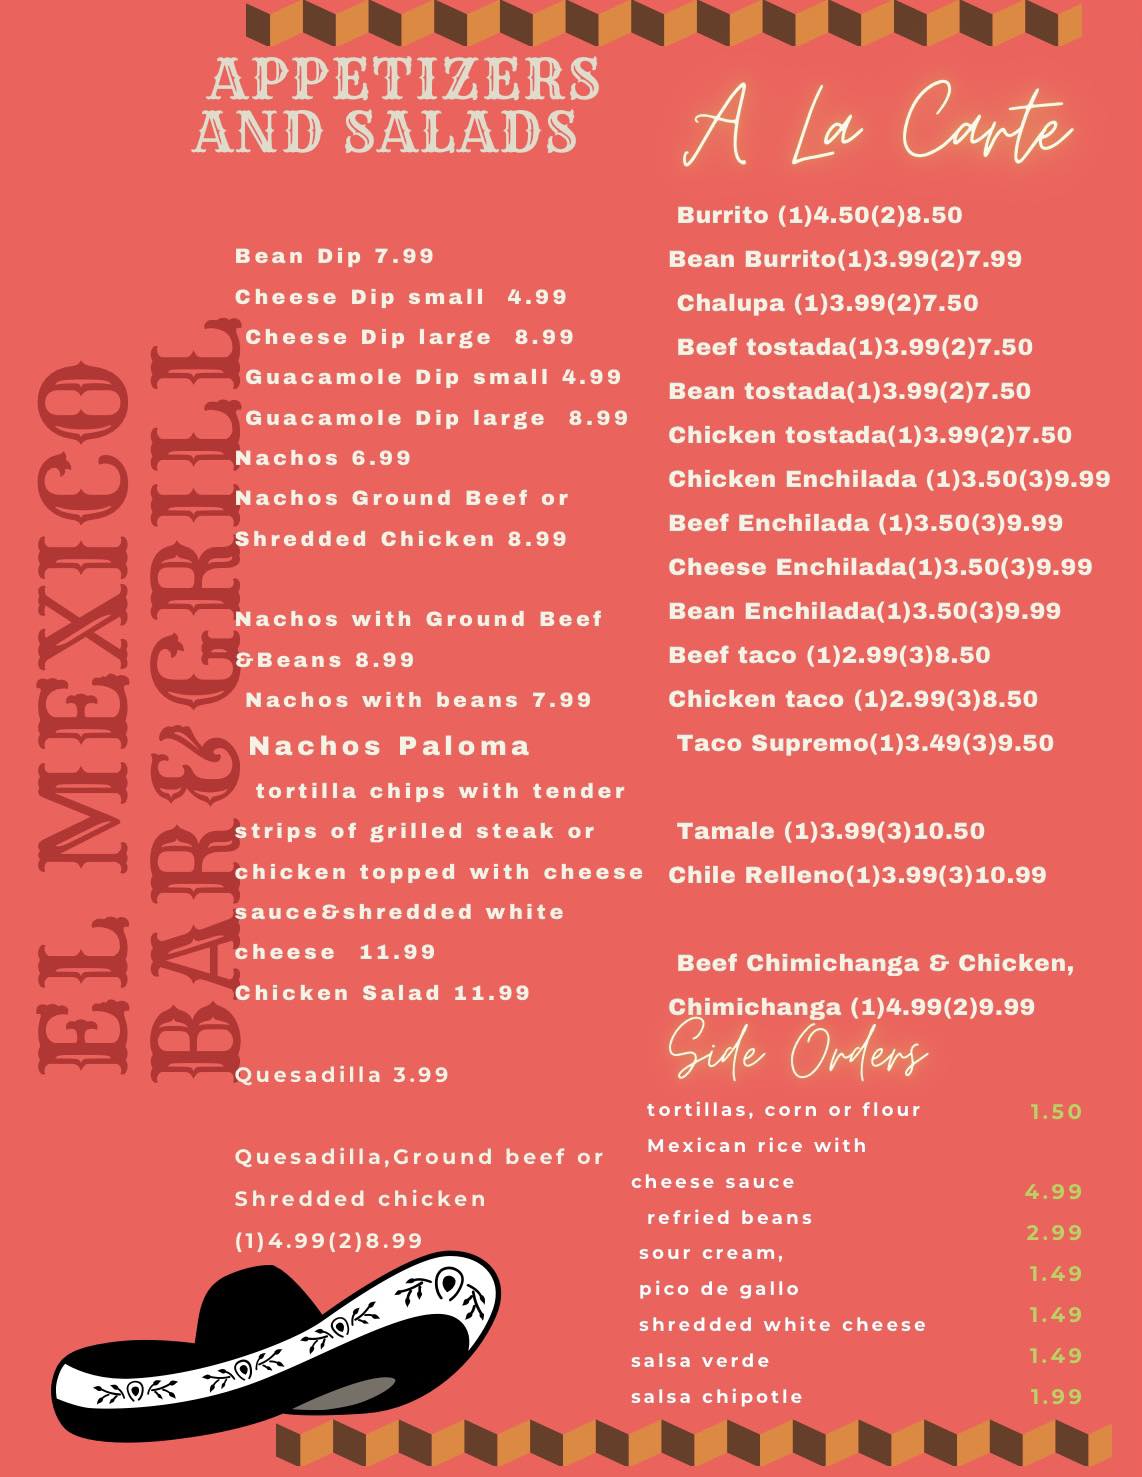 APPETIZERS
AND SALADS
Bean Dip 7.99
Cheese Dip small 4.99
Cheese Dip large 8.99
Guacamole Dip small 4.99
Guacamole Dip large 8.99
Nachos 6.99
Nachos Ground Beef or
Shredded Chicken 8.99
Nachos with Ground Beef
&Beans 8.99
Nachos with beans 7.99
Nachos Paloma
tortilla chips with tender
strips of grilled steak or
chicken topped with cheese
sauce&shredded white
cheese 11.99
Chicken Salad 11.99
Quesadilla 3.99
Quesadilla,Ground beef or
Shredded chicken
(1)4.99(2)8.99
EL MEXICO
BAR&GRILL
A La Carte
Burrito (1)4.50(2)8.50
Bean Burrito(1)3.99(2)7.99
Chalupa (1)3.99(2)7.50
Beef tostada(1)3.99(2)7.50
Bean tostada(1)3.99(2)7.50
Chicken tostada(1)3.99(2)7.50
Chicken Enchilada (1)3.50(3)9.99
Beef Enchilada (1)3.50(3)9.99
Cheese Enchilada(1)3.50(3)9.99
Bean Enchilada(1)3.50(3)9.99
Beef taco (1)2.99(3)8.50
Chicken taco (1)2.99(3)8.50
Taco Supremo(1)3.49(3)9.50
Tamale (1)3.99(3)10.50
Chile Relleno(1)3.99(3)10.99
Beef Chimichanga & Chicken,
Chimichanga (1)4.99(2)9.99
Side Orders
tortillas, corn or flour 1.50
Mexican rice with
cheese sauce 4.99
refried beans 2.99
sour cream, 1.49
pico de gallo 1.49
shredded white cheese 1.49
salsa verde
salsa chipotle 1.99